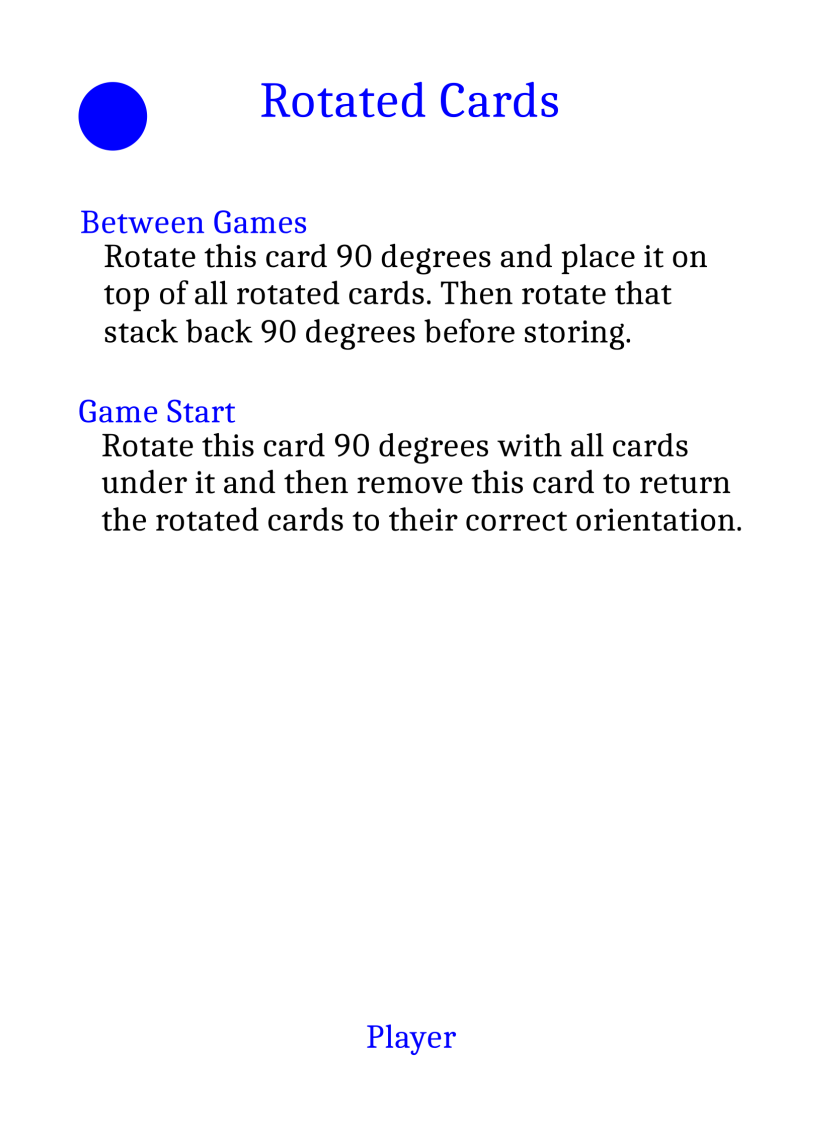 Rotated Cards
Between Games
Rotate this card 90 degrees and place it on
top of all rotated cards. Then rotate that
stack back 90 degrees before storing.
Game Start
Rotate this card 90 degrees with all cards
under it and then remove this card to return
the rotated cards to their correct orientation.
Player